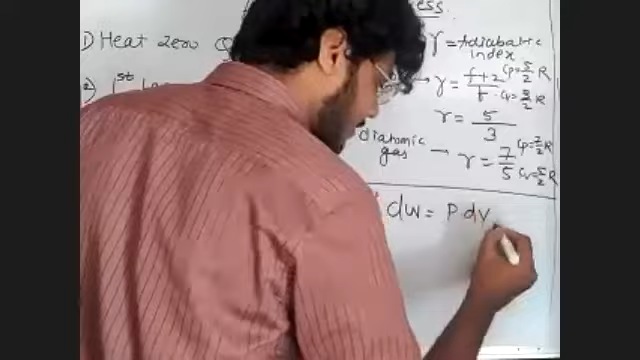 ess.
1) Heat zero
γ = Adiabatic index
2) 1st
→ γ = f+2/f Cp = 5/2 R
Cv = 3/2 R
γ = 5/3
diatomic gas → γ = 7/5 Cp = 7/2 R
Cv = 5/2 R
dw = P.dV